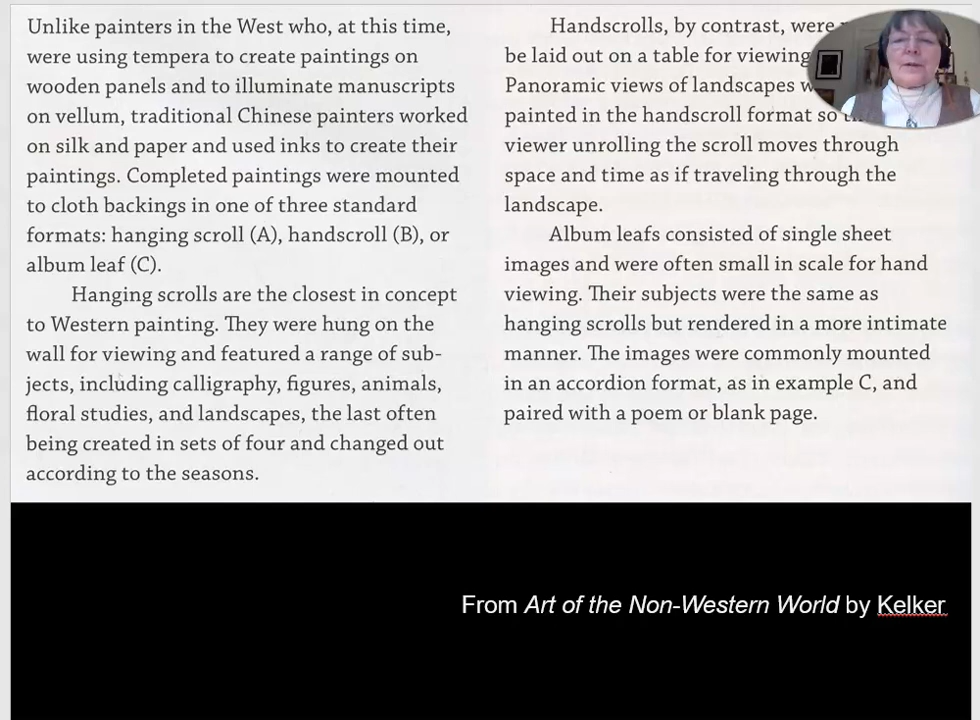 Unlike painters in the West who, at this time,
were using tempera to create paintings on
wooden panels and to illuminate manuscripts
on vellum, traditional Chinese painters worked
on silk and paper and used inks to create their
paintings. Completed paintings were mounted
to cloth backings in one of three standard
formats: hanging scroll (A), handscroll (B), or
album leaf (C).
Hanging scrolls are the closest in concept
to Western painting. They were hung on the
wall for viewing and featured a range of sub-
jects, including calligraphy, figures, animals,
floral studies, and landscapes, the last often
being created in sets of four and changed out
according to the seasons.
Handscrolls, by contrast, were
be laid out on a table for viewing
Panoramic views of landscapes
painted in the handscroll format so
viewer unrolling the scroll moves through
space and time as if traveling through the
landscape.
Album leafs consisted of single sheet
images and were often small in scale for hand
viewing. Their subjects were the same as
hanging scrolls but rendered in a more intimate
manner. The images were commonly mounted
in an accordion format, as in example C, and
paired with a poem or blank page.
From Art of the Non-Western World by Kelker